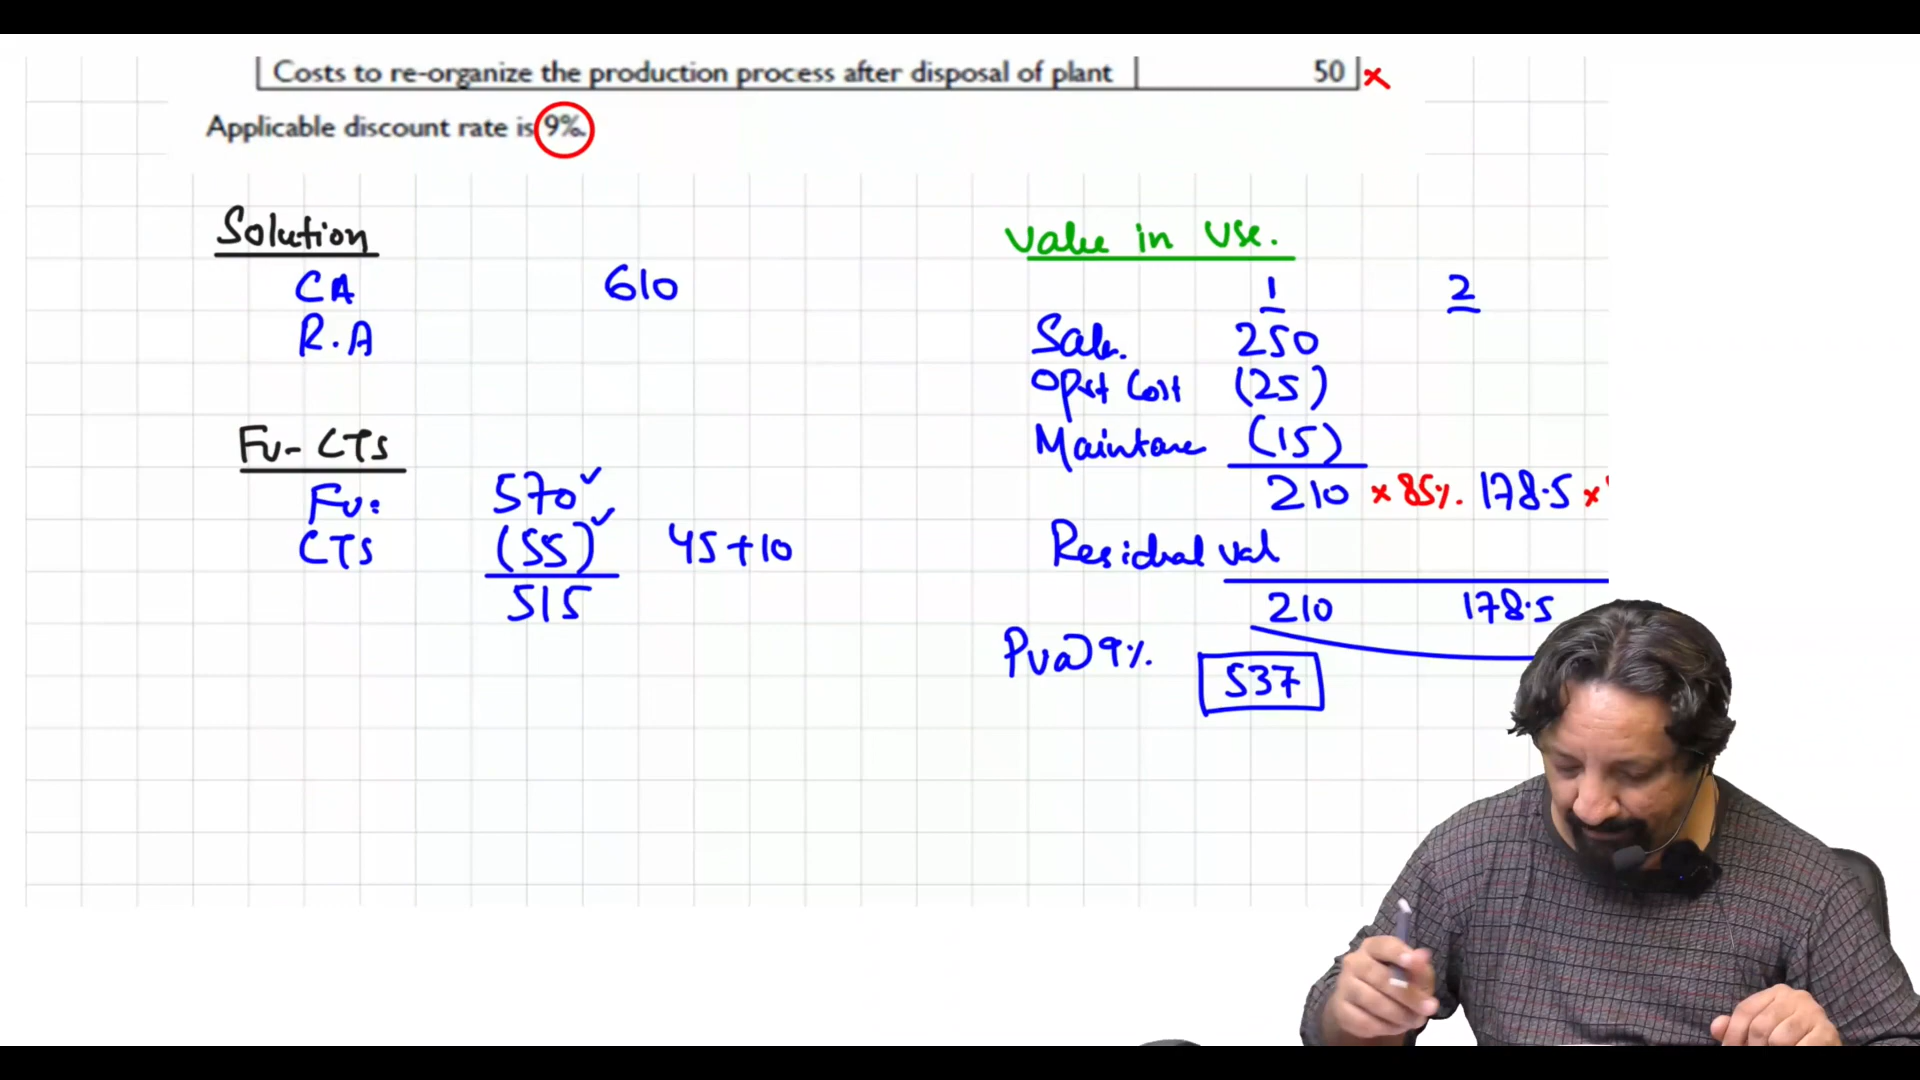 Costs to re-organize the production process after disposal of plant 50 x
Applicable discount rate is 9%.
Solution
CA 610
R.A
Fv- CTS
Fv: 570 ✓
CTS (55) ✓ 45+10
515
Value in Use.
1 2
Sale. 250
Opst Cost (25)
(15)
210 × 85%. 178.5 ×
Residual val
210 178.5
Pv@9%.
537